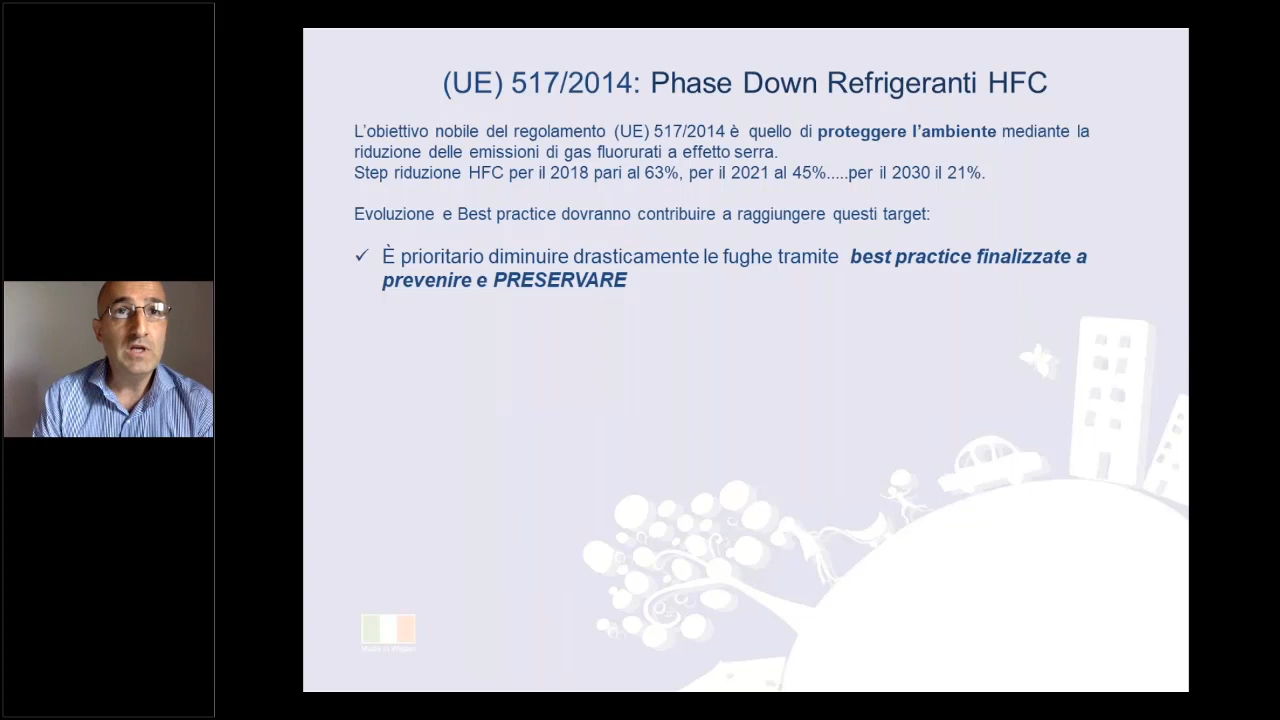 (UE) 517/2014: Phase Down Refrigeranti HFC
L'obiettivo nobile del regolamento (UE) 517/2014 è quello di proteggere l'ambiente mediante la
riduzione delle emissioni di gas fluorurati a effetto serra.
Step riduzione HFC per il 2018 pari al 63%, per il 2021 al 45%.....per il 2030 il 21%.
Evoluzione e Best practice dovranno contribuire a raggiungere questi target:
✓ È prioritario diminuire drasticamente le fughe tramite best practice finalizzate a
prevenire e PRESERVARE